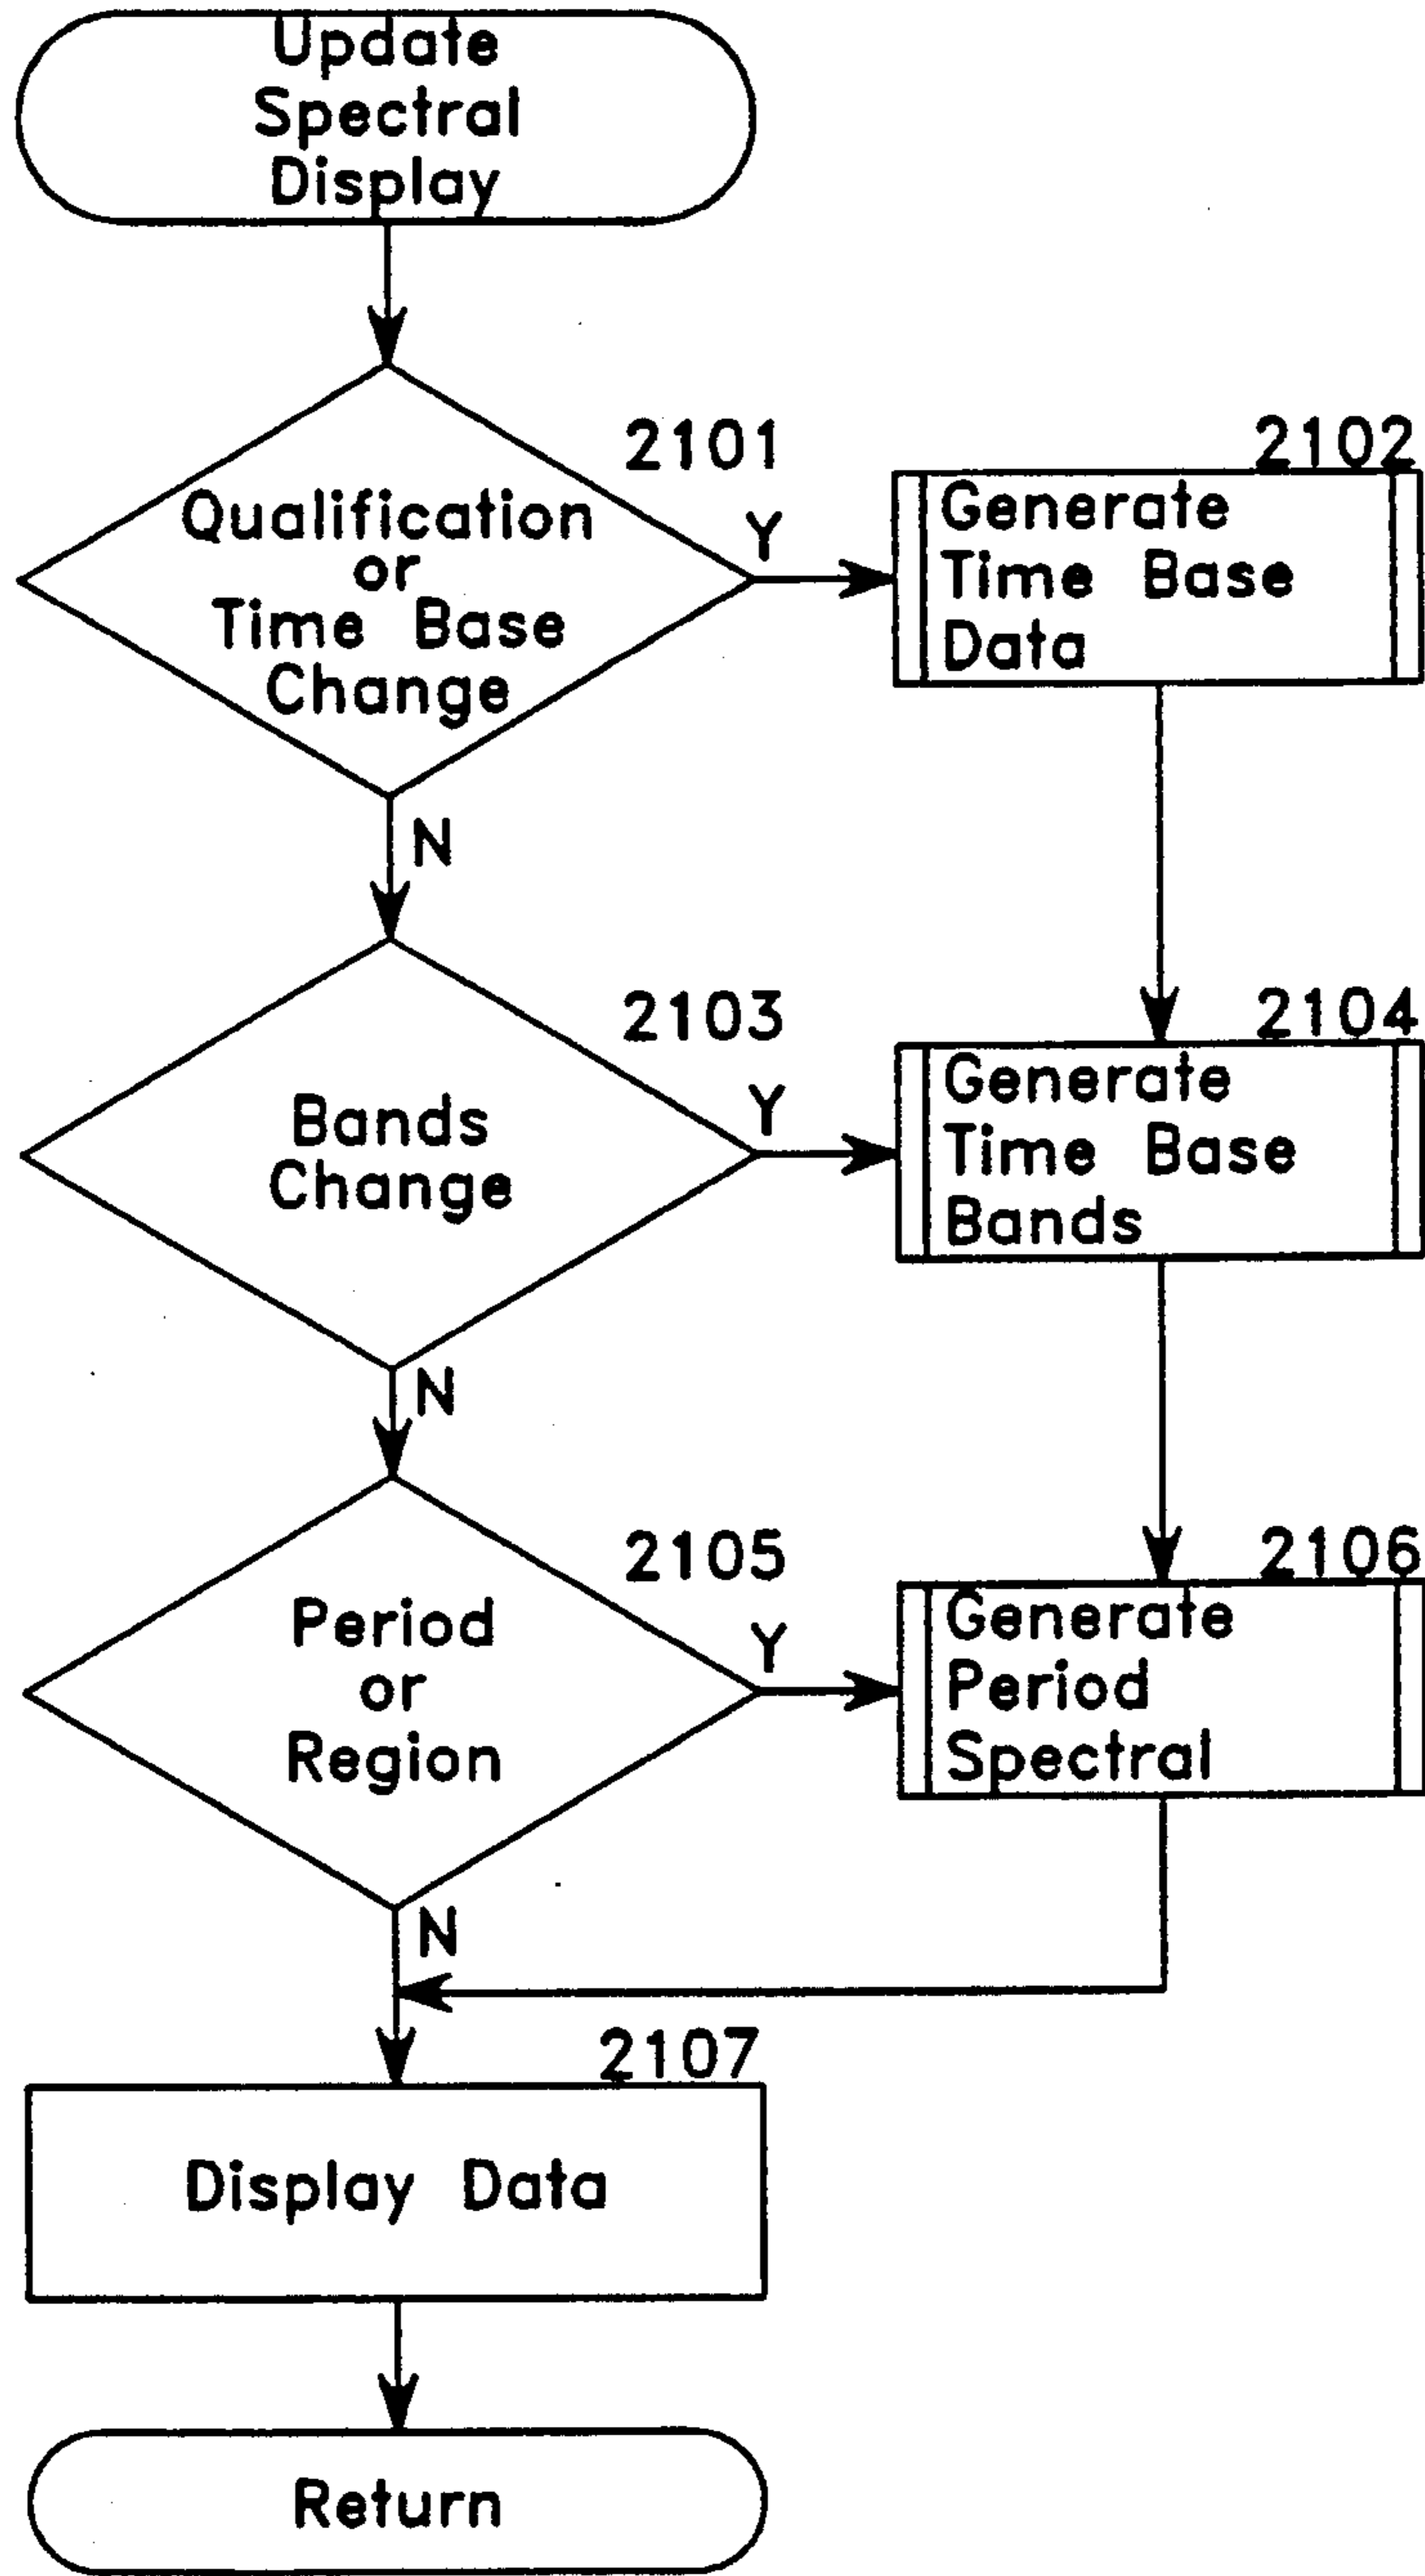 Update
Spectral
Display
2101
Qualification
or
Time Base
Change
Y
2102
Generate
Time Base
Data
N
2103
Bands
Change
Y
2104
Generate
Time Base
Bands
N
2105
Period
or
Region
Y
2106
Generate
Period
Spectral
N
2107
Display Data
Return